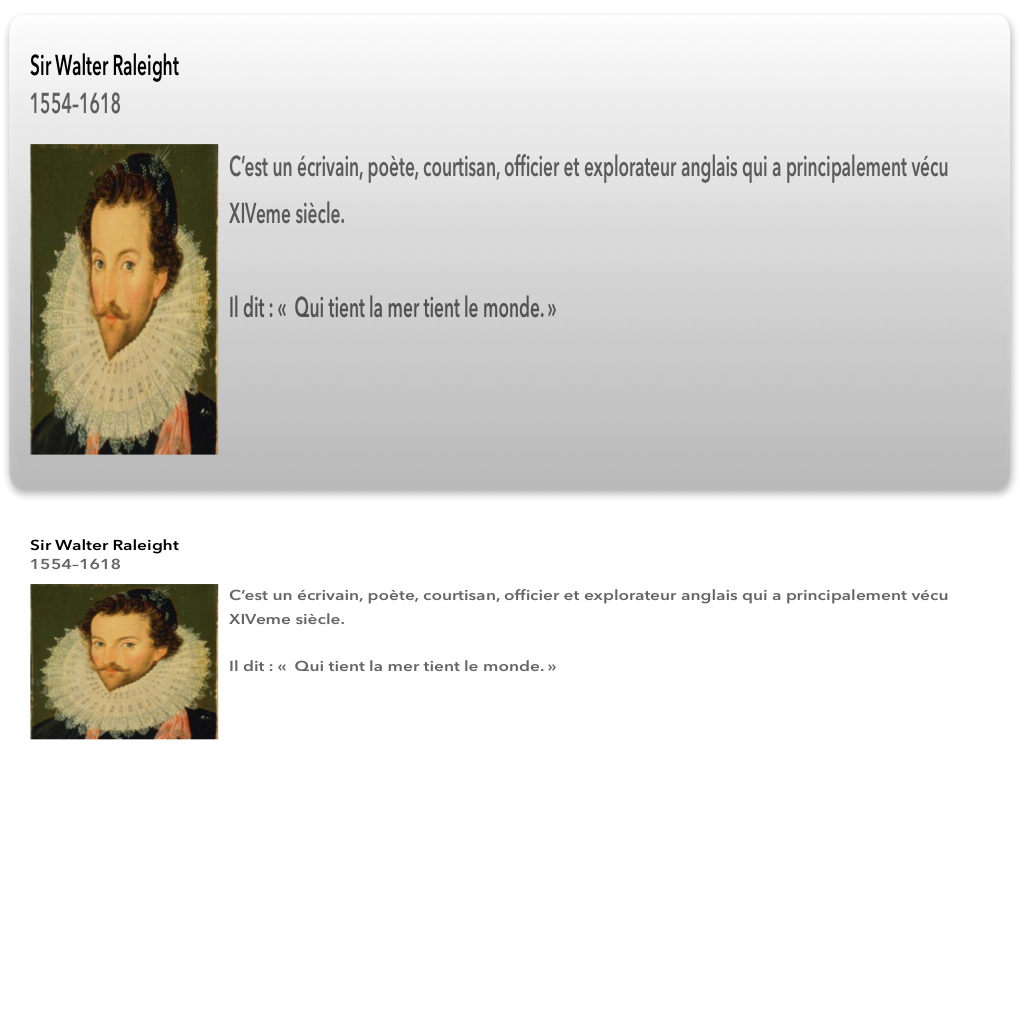 Sir Walter Raleight
1554-1618
C’est un écrivain, poète, courtisan, officier et explorateur anglais qui a principalement vécu
XIVeme siècle.
Il dit : «  Qui tient la mer tient le monde. »
Sir Walter Raleight
1554-1618
C’est un écrivain, poète, courtisan, officier et explorateur anglais qui a principalement vécu
XIVeme siècle.
Il dit : «  Qui tient la mer tient le monde. »